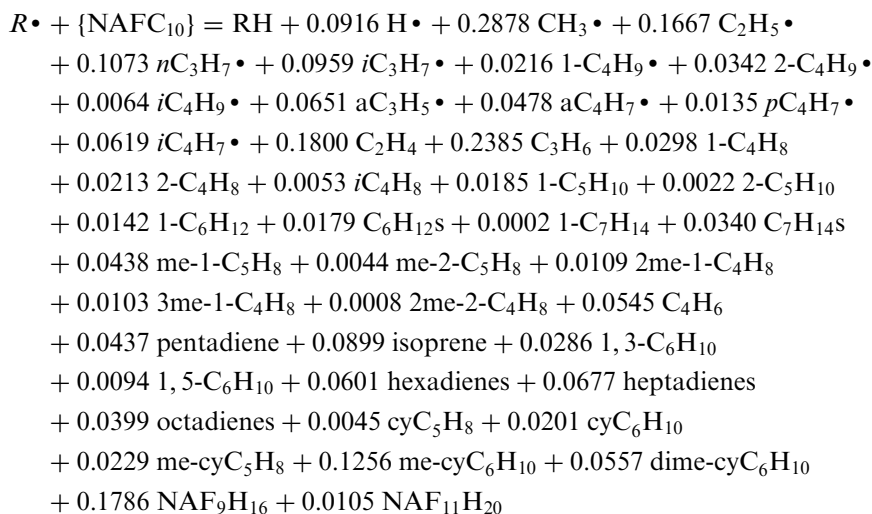 R• + {NAFC₁₀} = RH + 0.0916 H• + 0.2878 CH₃• + 0.1667 C₂H₅•
+ 0.1073 nC₃H₇• + 0.0959 iC₃H₇• + 0.0216 1-C₄H₉• + 0.0342 2-C₄H₉•
+ 0.0064 iC₄H₉• + 0.0651 aC₃H₅• + 0.0478 aC₄H₇• + 0.0135 pC₄H₇•
+ 0.0619 iC₄H₇• + 0.1800 C₂H₄ + 0.2385 C₃H₆ + 0.0298 1-C₄H₈
+ 0.0213 2-C₄H₈ + 0.0053 iC₄H₈ + 0.0185 1-C₅H₁₀ + 0.0022 2-C₅H₁₀
+ 0.0142 1-C₆H₁₂ + 0.0179 C₆H₁₂s + 0.0002 1-C₇H₁₄ + 0.0340 C₇H₁₄s
+ 0.0438 me-1-C₅H₈ + 0.0044 me-2-C₅H₈ + 0.0109 2me-1-C₄H₈
+ 0.0103 3me-1-C₄H₈ + 0.0008 2me-2-C₄H₈ + 0.0545 C₄H₆
+ 0.0437 pentadiene + 0.0899 isoprene + 0.0286 1, 3-C₆H₁₀
+ 0.0094 1, 5-C₆H₁₀ + 0.0601 hexadienes + 0.0677 heptadienes
+ 0.0399 octadienes + 0.0045 cyC₅H₈ + 0.0201 cyC₆H₁₀
+ 0.0229 me-cyC₅H₈ + 0.1256 me-cyC₆H₁₀ + 0.0557 dime-cyC₆H₁₀
+ 0.1786 NAF₉H₁₆ + 0.0105 NAF₁₁H₂₀